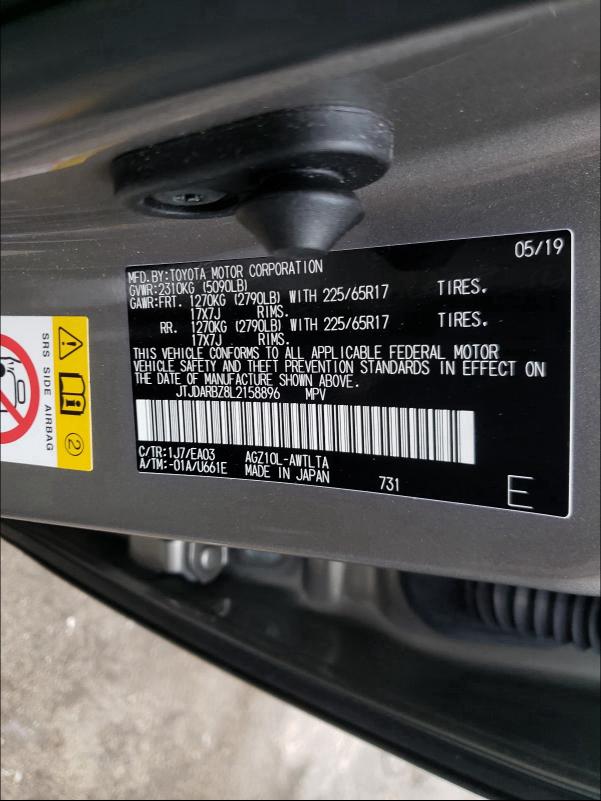 05/19
MFD.BY:TOYOTA MOTOR CORPORATION
GVWR:2310KG (5090LB)
GAWR:FRT. 1270KG (2790LB) WITH 225/65R17 TIRES.
17X7J RIMS.
RR. 1270KG (2790LB) WITH 225/65R17 TIRES.
17X7J RIMS.
THIS VEHICLE CONFORMS TO ALL APPLICABLE FEDERAL MOTOR
VEHICLE SAFETY AND THEFT PREVENTION STANDARDS IN EFFECT ON
THE DATE OF MANUFACTURE SHOWN ABOVE.
JTJDARBZ8L2158896 MPV
C/TR:1J7/EA03 AGZ10L-AWTLTA
A/TM:-01A/U661E MADE IN JAPAN 731
E
SRS SIDE AIRBAG
2